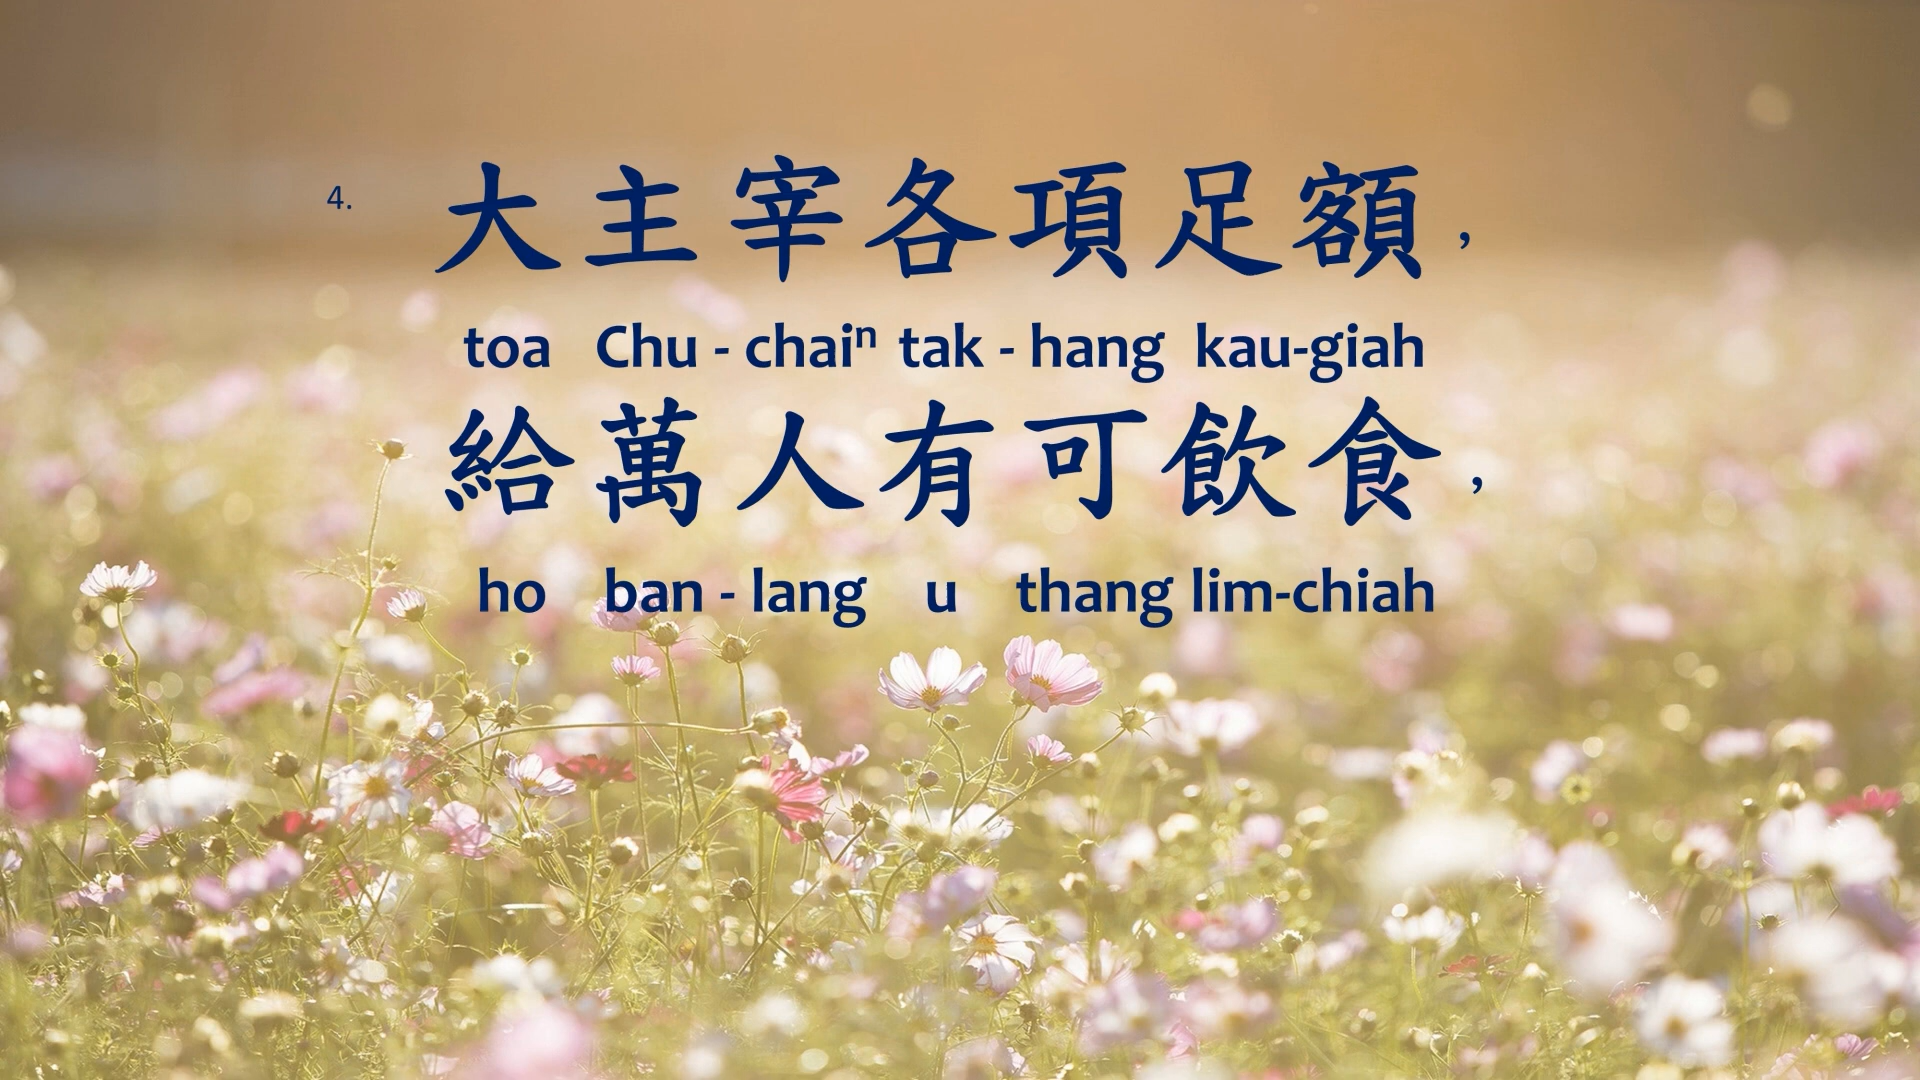 4. 大主宰各項足額，
toa Chu - chaiⁿ tak - hang kau-giah
給萬人有可飲食，
ho ban - lang u thang lim-chiah